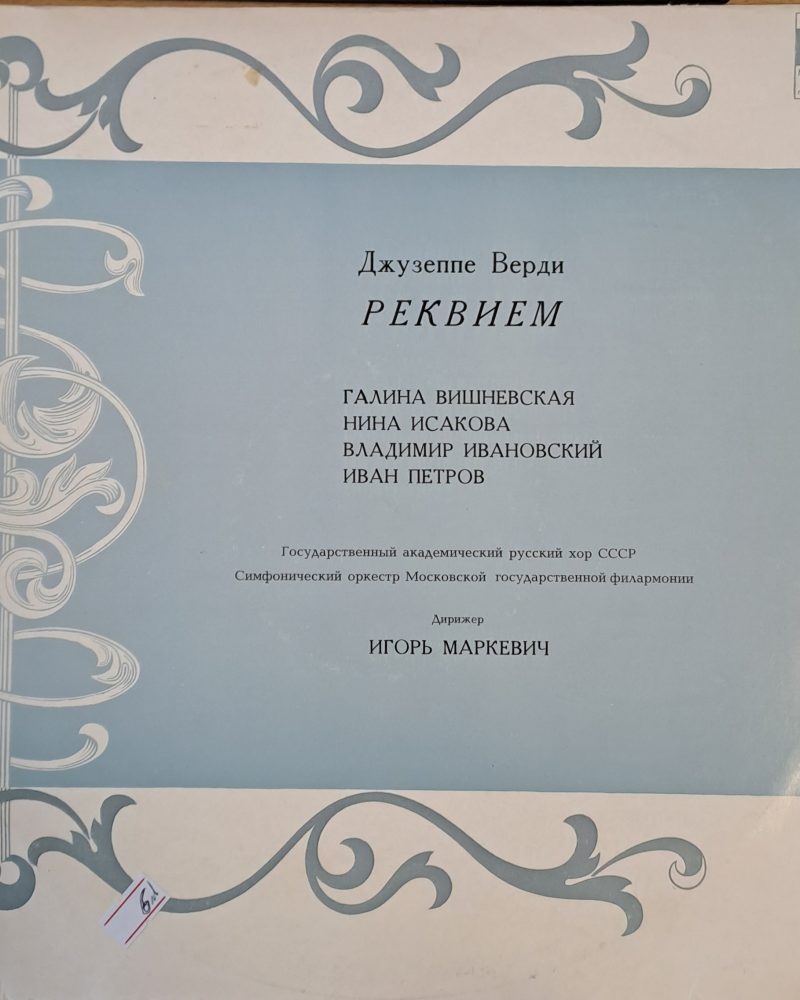 Джузеппе Верди
РЕКВИЕМ
ГАЛИНА ВИШНЕВСКАЯ
НИНА ИСАКОВА
ВЛАДИМИР ИВАНОВСКИЙ
ИВАН ПЕТРОВ
Государственный академический русский хор СССР
Симфонический оркестр Московской государственной филармонии
Дирижер
ИГОРЬ МАРКЕВИЧ